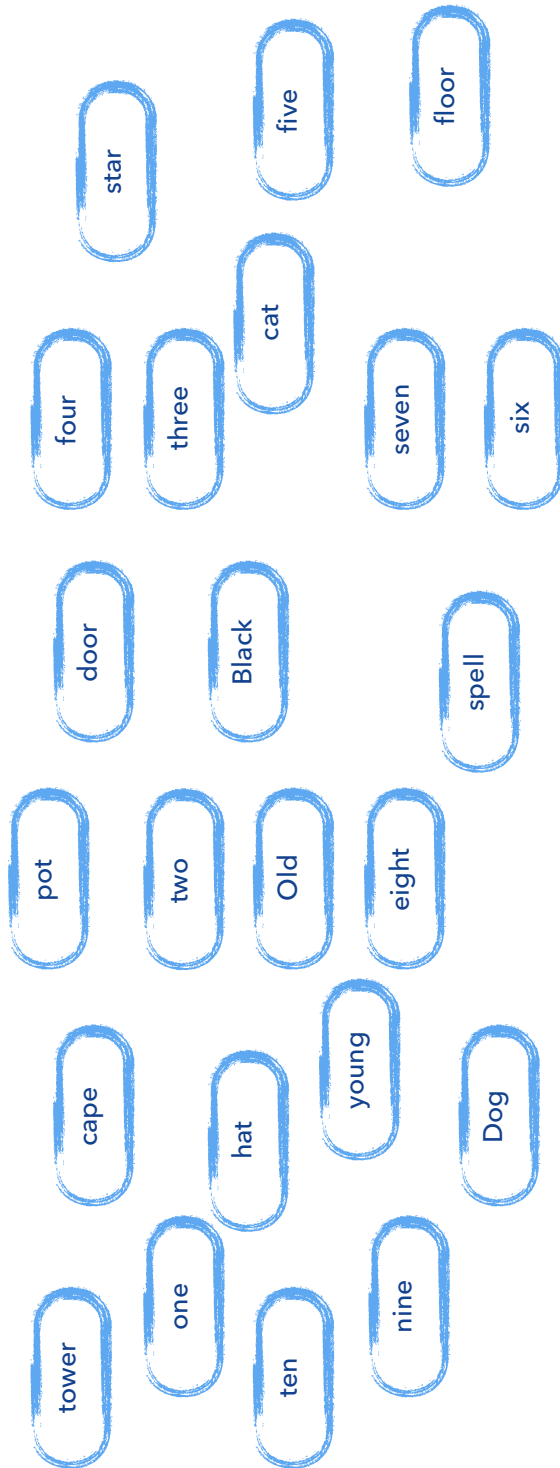 pot
tower
four
cape
door
star
one
two
three
hat
Black
cat
ten
Old
five
young
nine
eight
seven
floor
Dog
spell
six